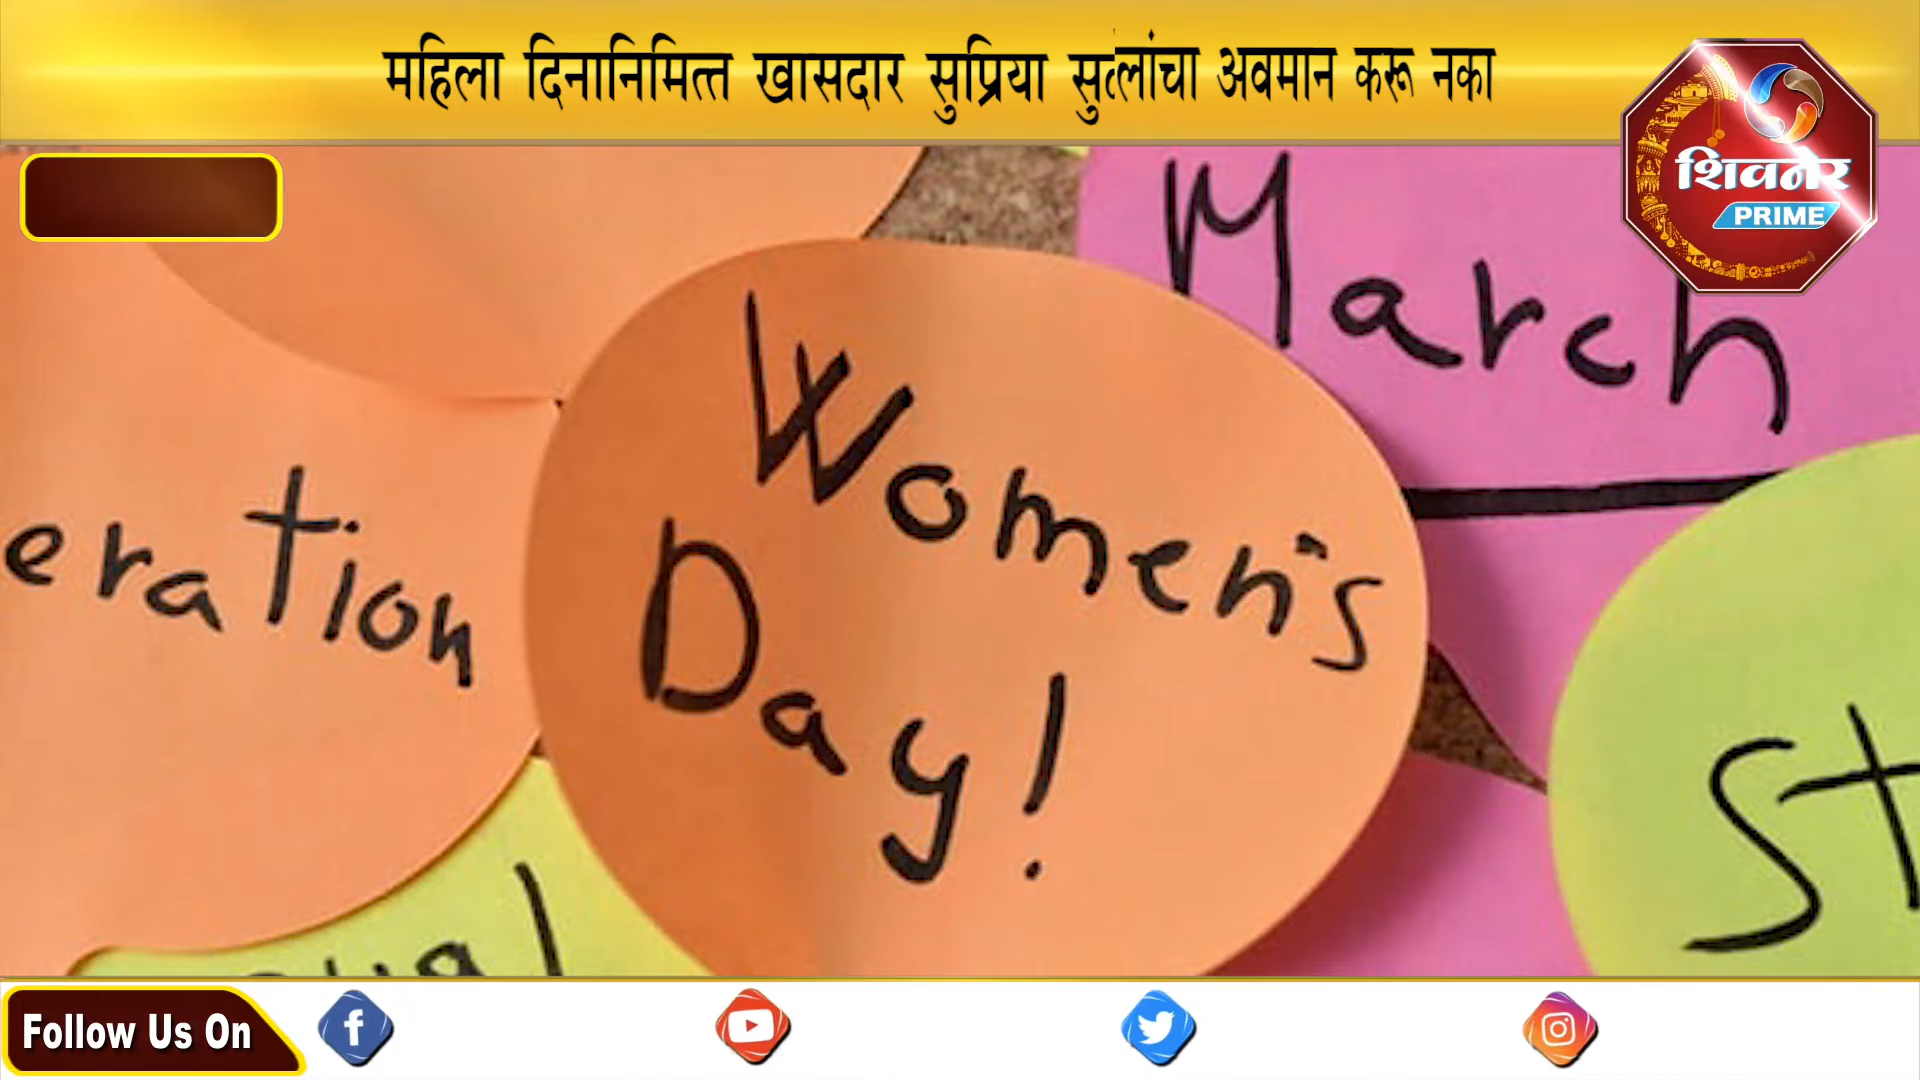 महिला दिनानिमित्त खासदार सुप्रिया
लांचा अवमान करू नका
शिवनेर
PRIME
March
Women's
Day!
eration
St
Follow Us On